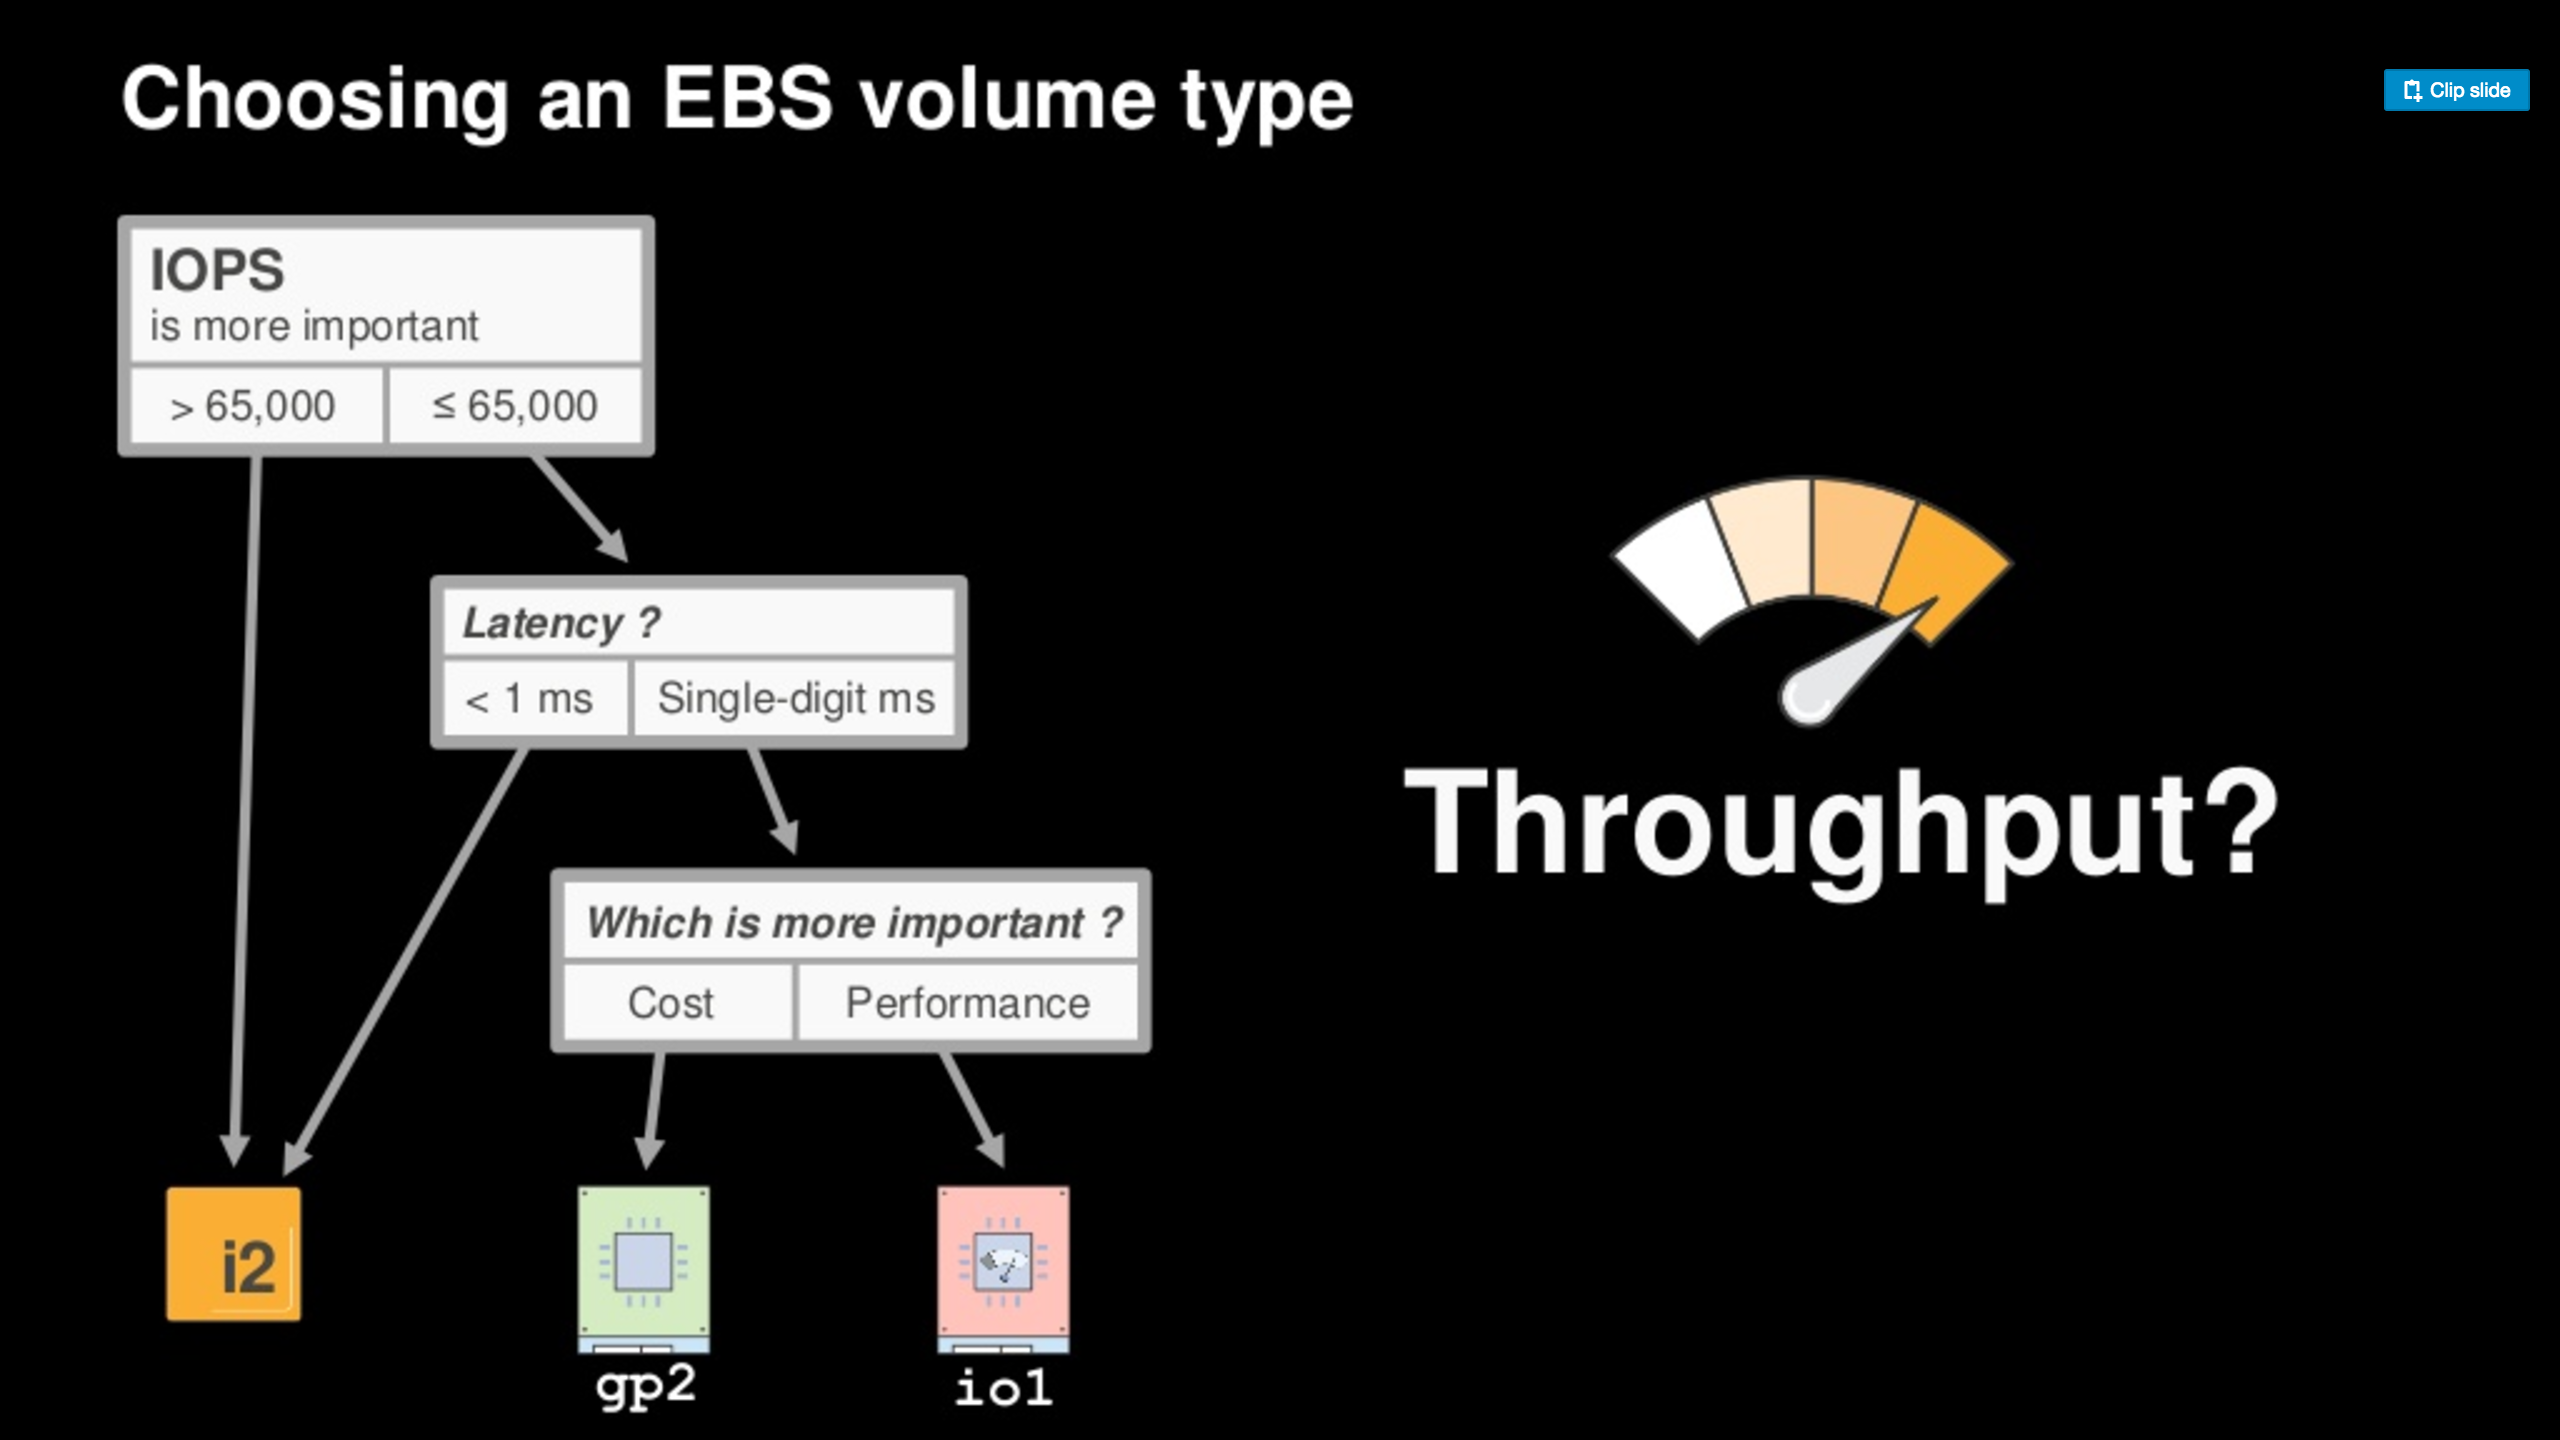 Choosing an EBS volume type
Clip slide
IOPS
is more important
> 65,000
≤ 65,000
Latency ?
< 1 ms
Single-digit ms
Which is more important ?
Cost
Performance
i2
gp2
io1
Throughput?